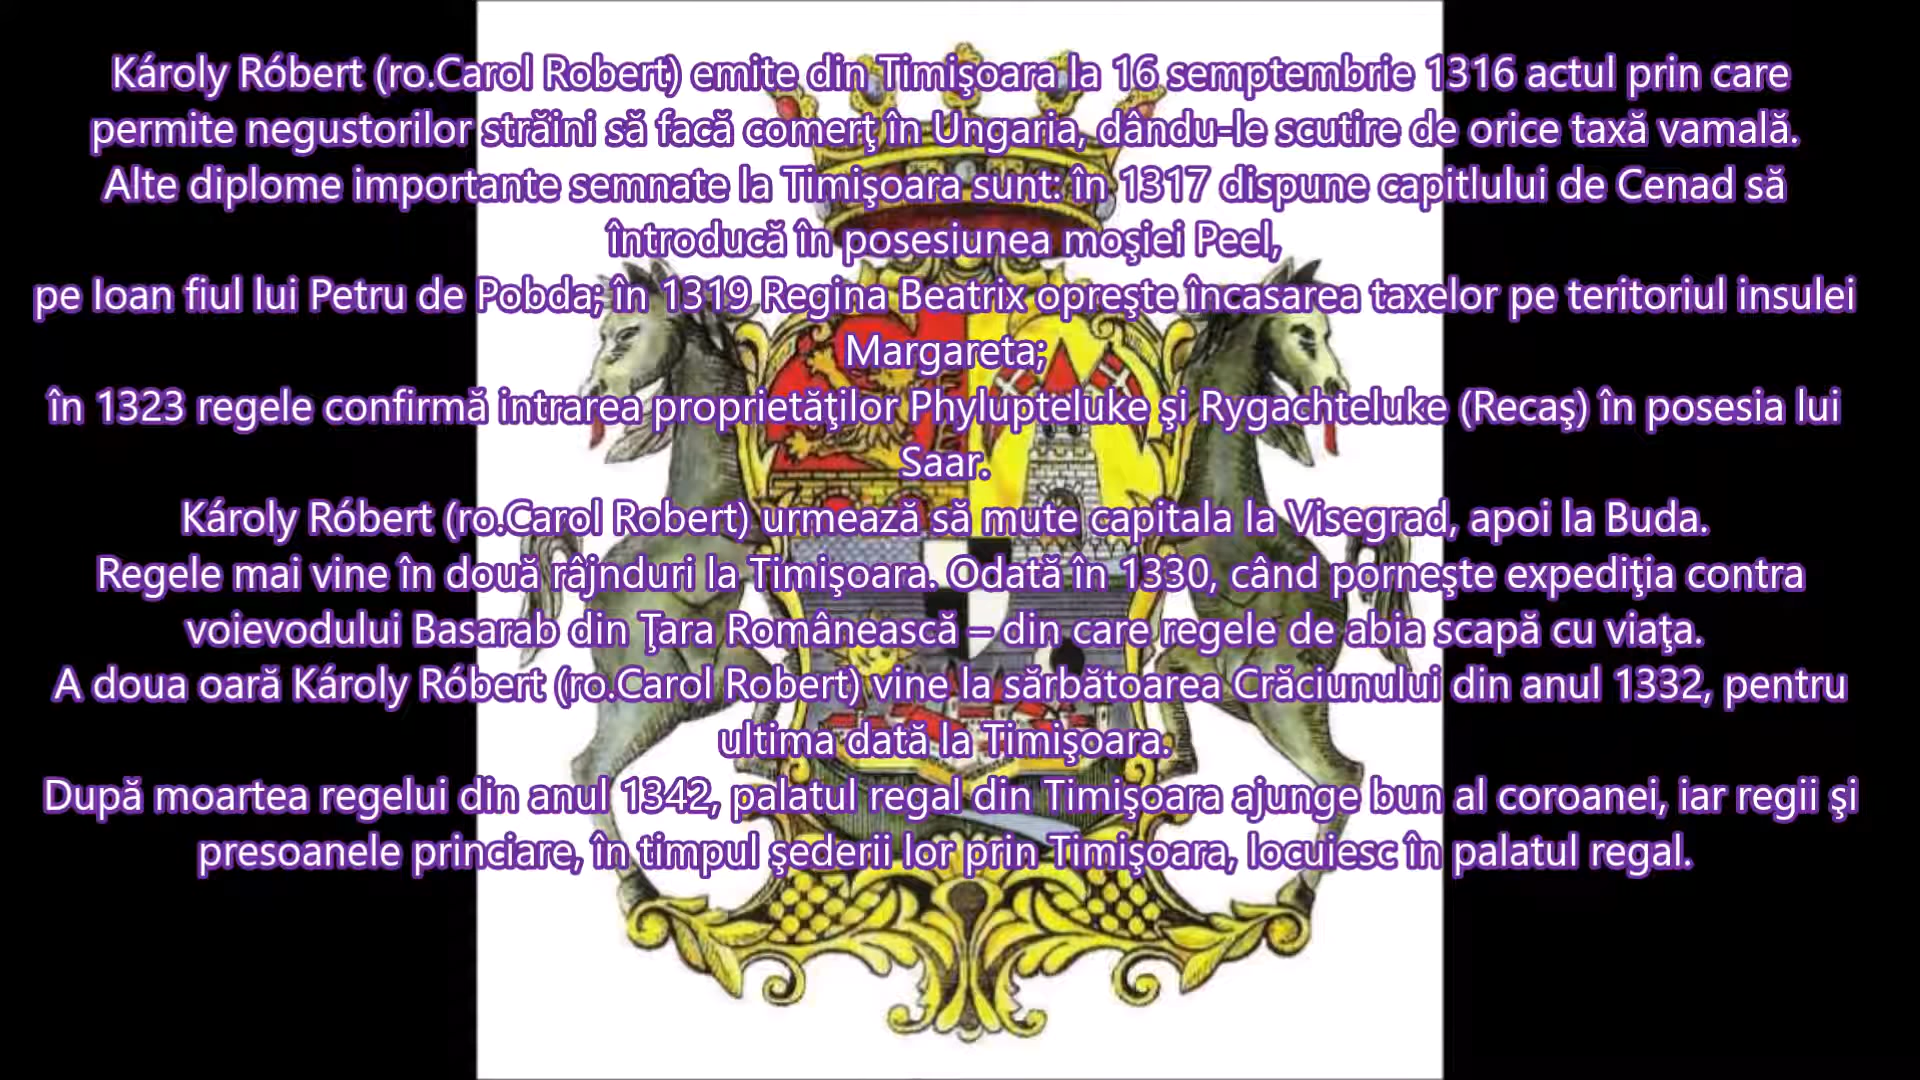 Károly Róbert (ro.Carol Robert) emite din Timişoara la 16 semptembrie 1316 actul prin care
permite negustorilor străini să facă comerţ în Ungaria, dându-le scutire de orice taxă vamală.
Alte diplome importante semnate la Timişoara sunt: în 1317 dispune capitlului de Cenad să
întroducă în posesiunea moşiei Peel,
pe Ioan fiul lui Petru de Pobda; în 1319 Regina Beatrix opreşte încasarea taxelor pe teritoriul insulei
Margareta;
în 1323 regele confirmă intrarea proprietăţilor Phylupteluke şi Rygachteluke (Recaş) în posesia lui
Saar.
Károly Róbert (ro.Carol Robert) urmează să mute capitala la Visegrad, apoi la Buda.
Regele mai vine în două râjnduri la Timişoara. Odată în 1330, când porneşte expediţia contra
voievodului Basarab din Ţara Românească – din care regele de abia scapă cu viaţa.
A doua oară Károly Róbert (ro.Carol Robert) vine la sărbătoarea Crăciunului din anul 1332, pentru
ultima dată la Timişoara.
După moartea regelui din anul 1342, palatul regal din Timişoara ajunge bun al coroanei, iar regii şi
presoanele princiare, în timpul şederii lor prin Timişoara, locuiesc în palatul regal.